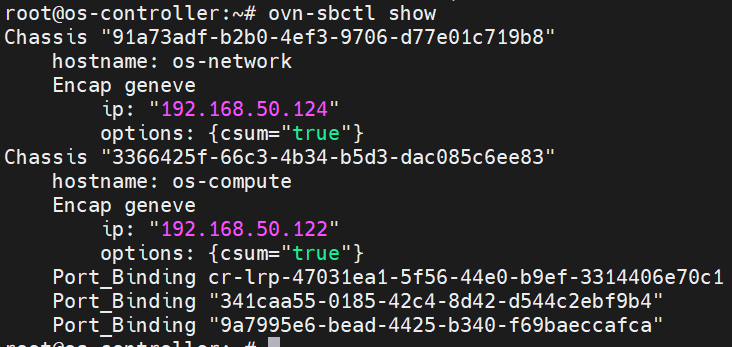 root@os-controller:~# ovn-sbctl show
Chassis "91a73adf-b2b0-4ef3-9706-d77e01c719b8"
    hostname: os-network
    Encap geneve
        ip: "192.168.50.124"
        options: {csum="true"}
Chassis "3366425f-66c3-4b34-b5d3-dac085c6ee83"
    hostname: os-compute
    Encap geneve
        ip: "192.168.50.122"
        options: {csum="true"}
    Port_Binding cr-lrp-47031ea1-5f56-44e0-b9ef-3314406e70c1
    Port_Binding "341caa55-0185-42c4-8d42-d544c2ebf9b4"
    Port_Binding "9a7995e6-bead-4425-b340-f69baeccafca"
root@os-controller:~#